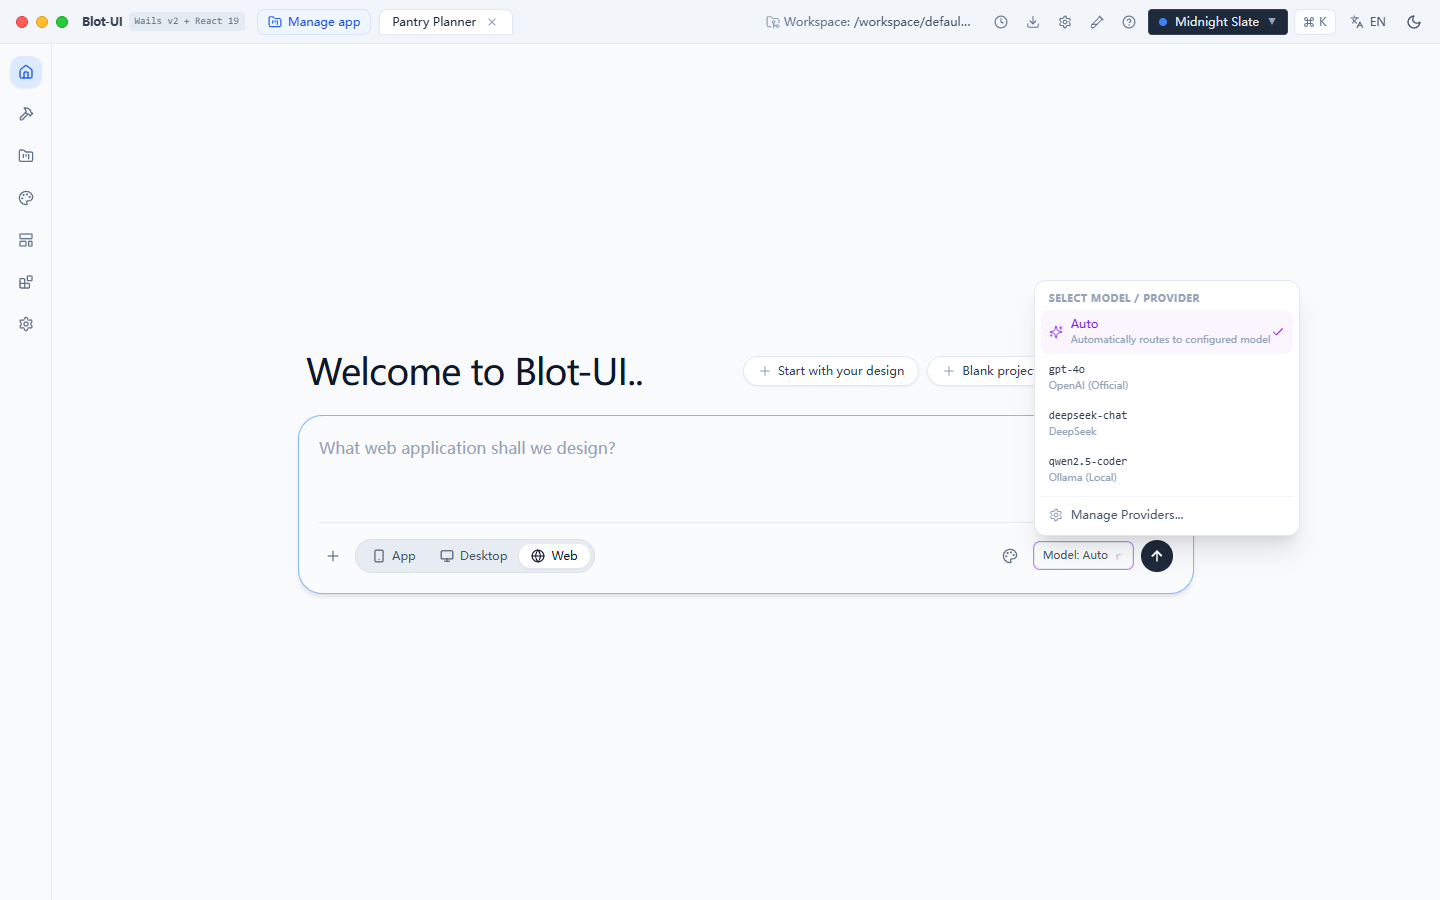 Blot-UI
Wails v2 + React 19
Manage app
Pantry Planner
Workspace: /workspace/defaul...
Midnight Slate
⌘ K
EN
SELECT MODEL / PROVIDER
Auto
Automatically routes to configured model
gpt-4o
OpenAI (Official)
deepseek-chat
DeepSeek
qwen2.5-coder
Ollama (Local)
Manage Providers...
Welcome to Blot-UI..
Start with your design
Blank project
What web application shall we design?
App
Desktop
Web
Model: Auto